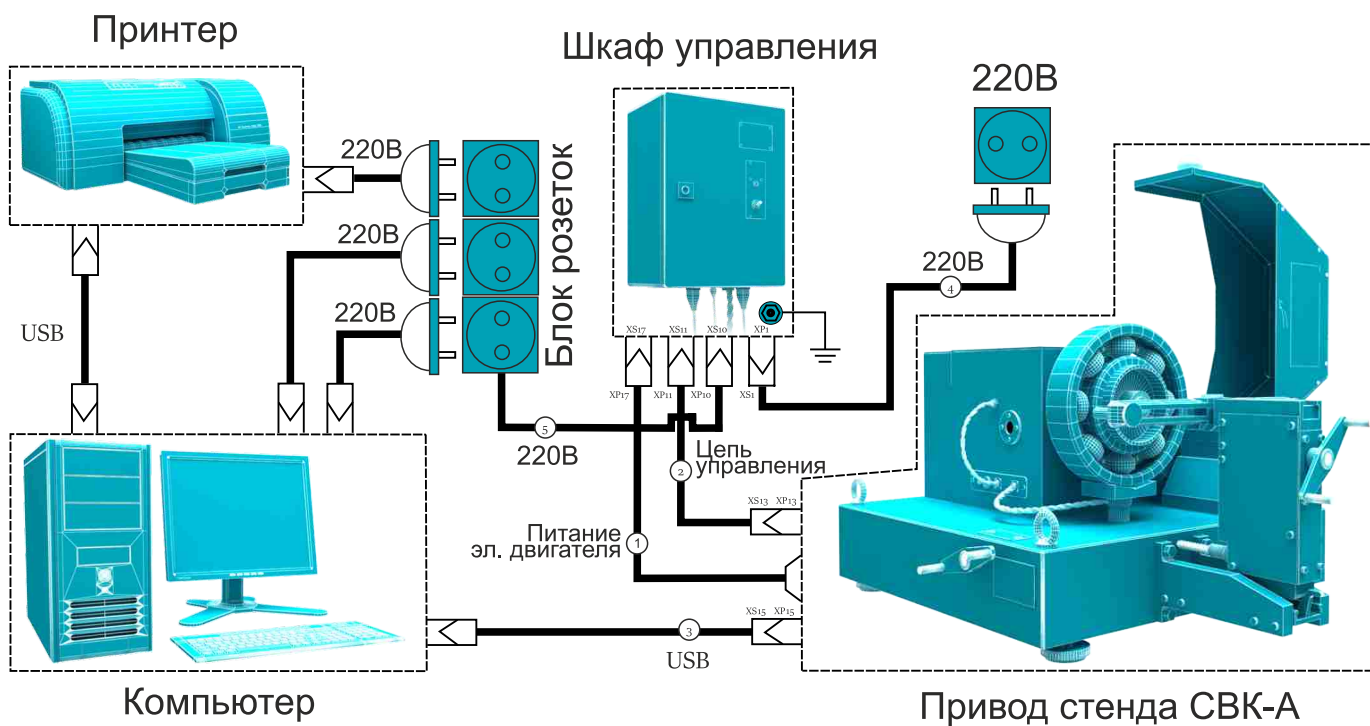 Принтер
Шкаф управления
220В
220В
220В
220В
Блок розеток
220В
4
USB
XS17
XS11
XS10
XP1
XP17
XP11
XP10
XS1
5
220В
2
Цепь
управления
XS13
XP13
Питание
эл. двигателя
1
XS15
XP15
3
USB
Компьютер
Привод стенда СВК-А